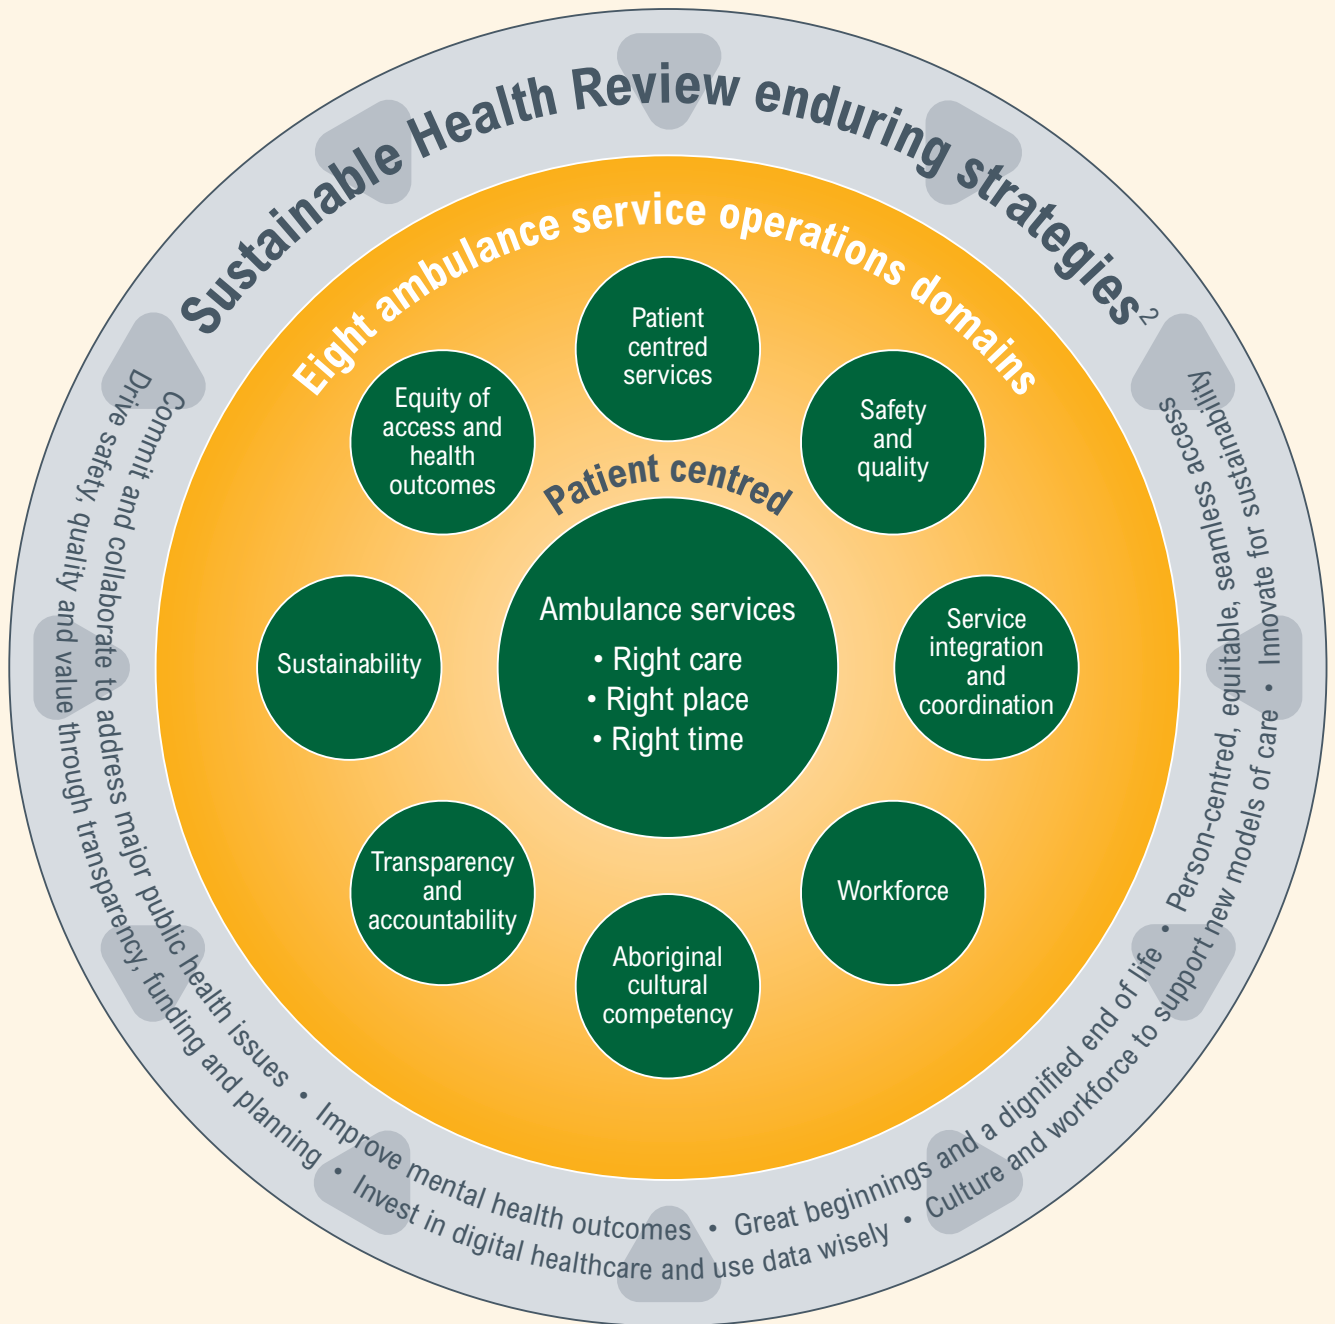 Sustainable Health Review enduring strategies²
Eight ambulance service operations domains
Patient
centred
services
Safety
and
quality
Service
integration
and
coordination
Workforce
Aboriginal
cultural
competency
Transparency
and
accountability
Sustainability
Equity of
access and
health
outcomes
Patient centred
Ambulance services
• Right care
• Right place
• Right time
Commit and collaborate to address major public health issues • Improve mental health outcomes • Great beginnings and a dignified end of life • Person-centred, equitable, seamless access
Drive safety, quality and value through transparency, funding and planning • Invest in digital healthcare and use data wisely • Culture and workforce to support new models of care • Innovate for sustainability